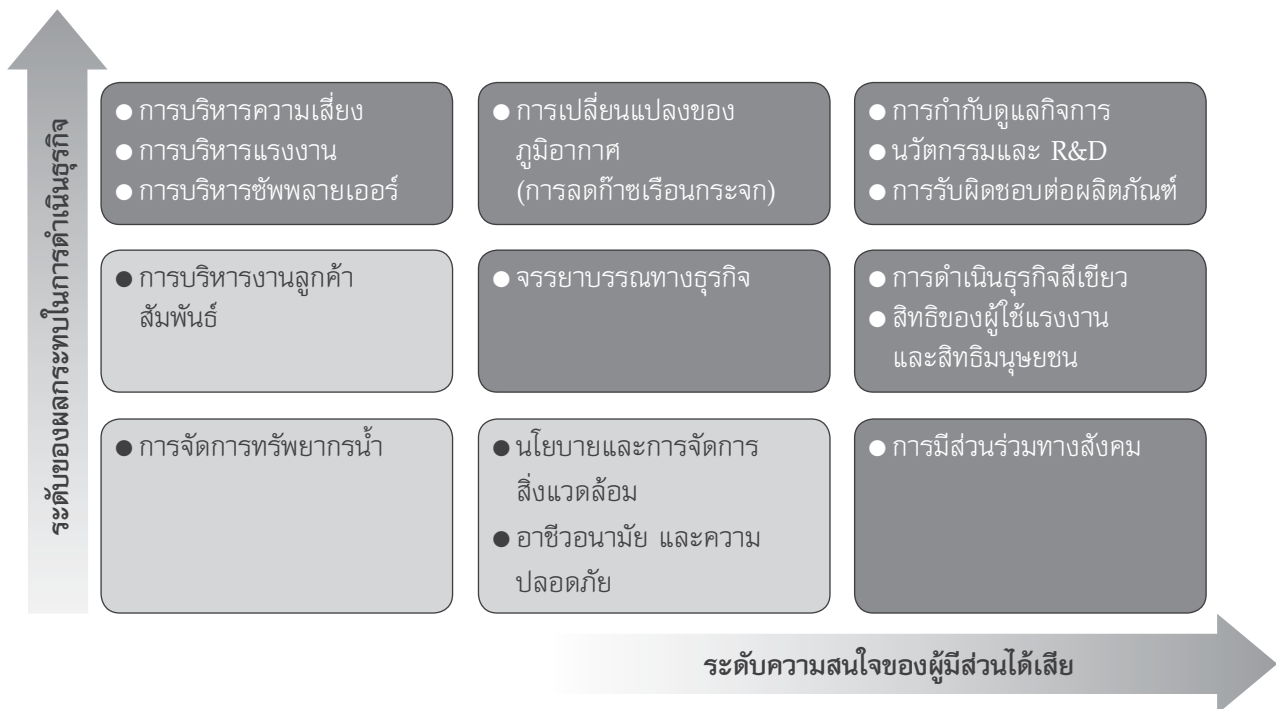 ระดับของผลกระทบในการดำเนินธุรกิจ
● การบริหารความเสี่ยง
● การบริหารแรงงาน
● การบริหารซัพพลายเออร์
● การเปลี่ยนแปลงของ
ภูมิอากาศ
(การลดก๊าซเรือนกระจก)
● การกำกับดูแลกิจการ
● นวัตกรรมและ R&D
● การรับผิดชอบต่อผลิตภัณฑ์
● การบริหารงานลูกค้า
สัมพันธ์
● จรรยาบรรณทางธุรกิจ
● การดำเนินธุรกิจสีเขียว
● สิทธิของผู้ใช้แรงงาน
และสิทธิมนุษยชน
● การจัดการทรัพยากรน้ำ
● นโยบายและการจัดการ
สิ่งแวดล้อม
● อาชีวอนามัย และความ
ปลอดภัย
● การมีส่วนร่วมทางสังคม
ระดับความสนใจของผู้มีส่วนได้เสีย